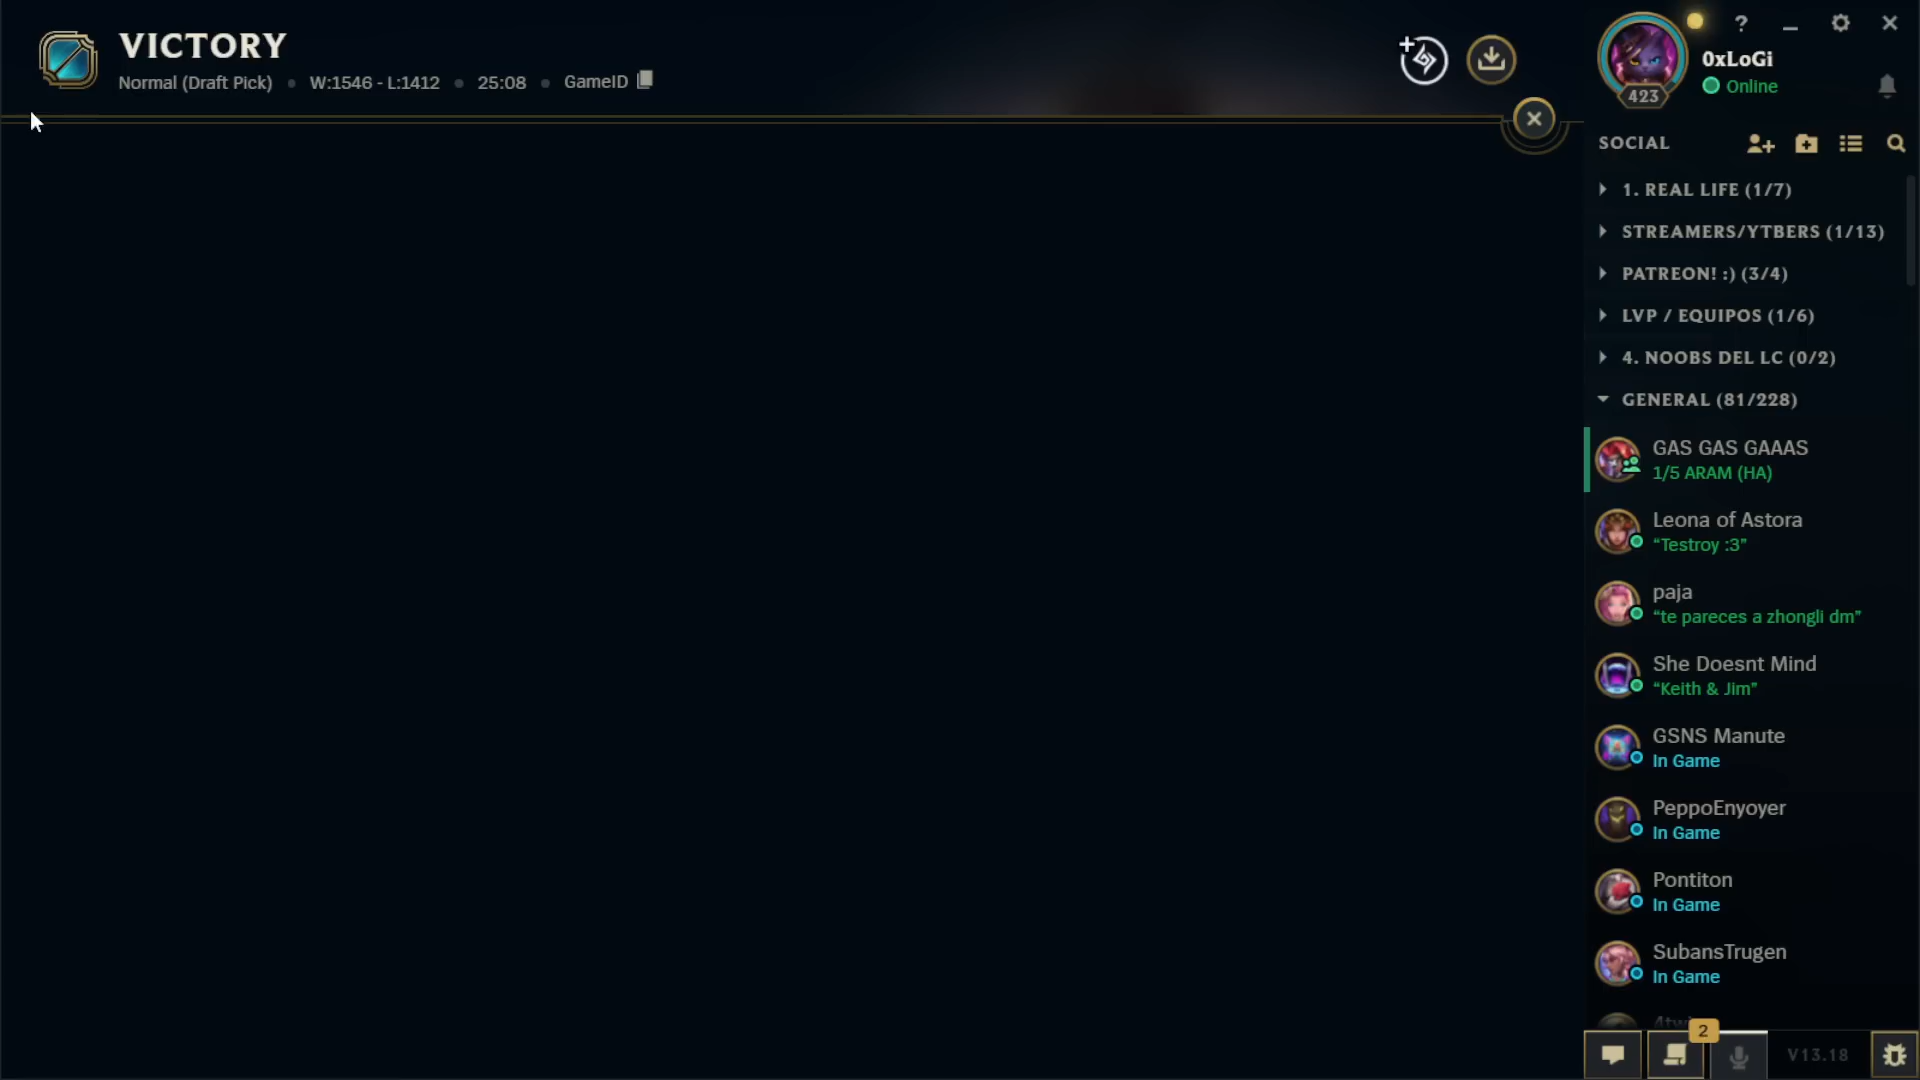 VICTORY
Normal (Draft Pick) • W:1546 - L:1412 • 25:08 • GameID
?
0xLoGi
Online
423
SOCIAL
1. REAL LIFE (1/7)
STREAMERS/YTBERS (1/13)
PATREON! :) (3/4)
LVP / EQUIPOS (1/6)
4. NOOBS DEL LC (0/2)
GENERAL (81/228)
GAS GAS GAAAS
1/5 ARAM (HA)
Leona of Astora
“Testroy :3”
paja
“te pareces a zhongli dm”
She Doesnt Mind
“Keith & Jim”
GSNS Manute
In Game
PeppoEnyoyer
In Game
Pontiton
In Game
SubansTrugen
In Game
2
V13.18